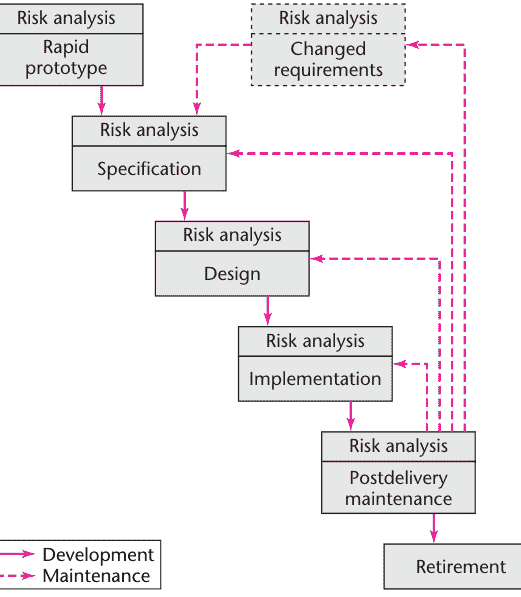 Risk analysis
Rapid
prototype
Risk analysis
Changed
requirements
Risk analysis
Specification
Risk analysis
Design
Risk analysis
Implementation
Risk analysis
Postdelivery
maintenance
Retirement
Development
Maintenance